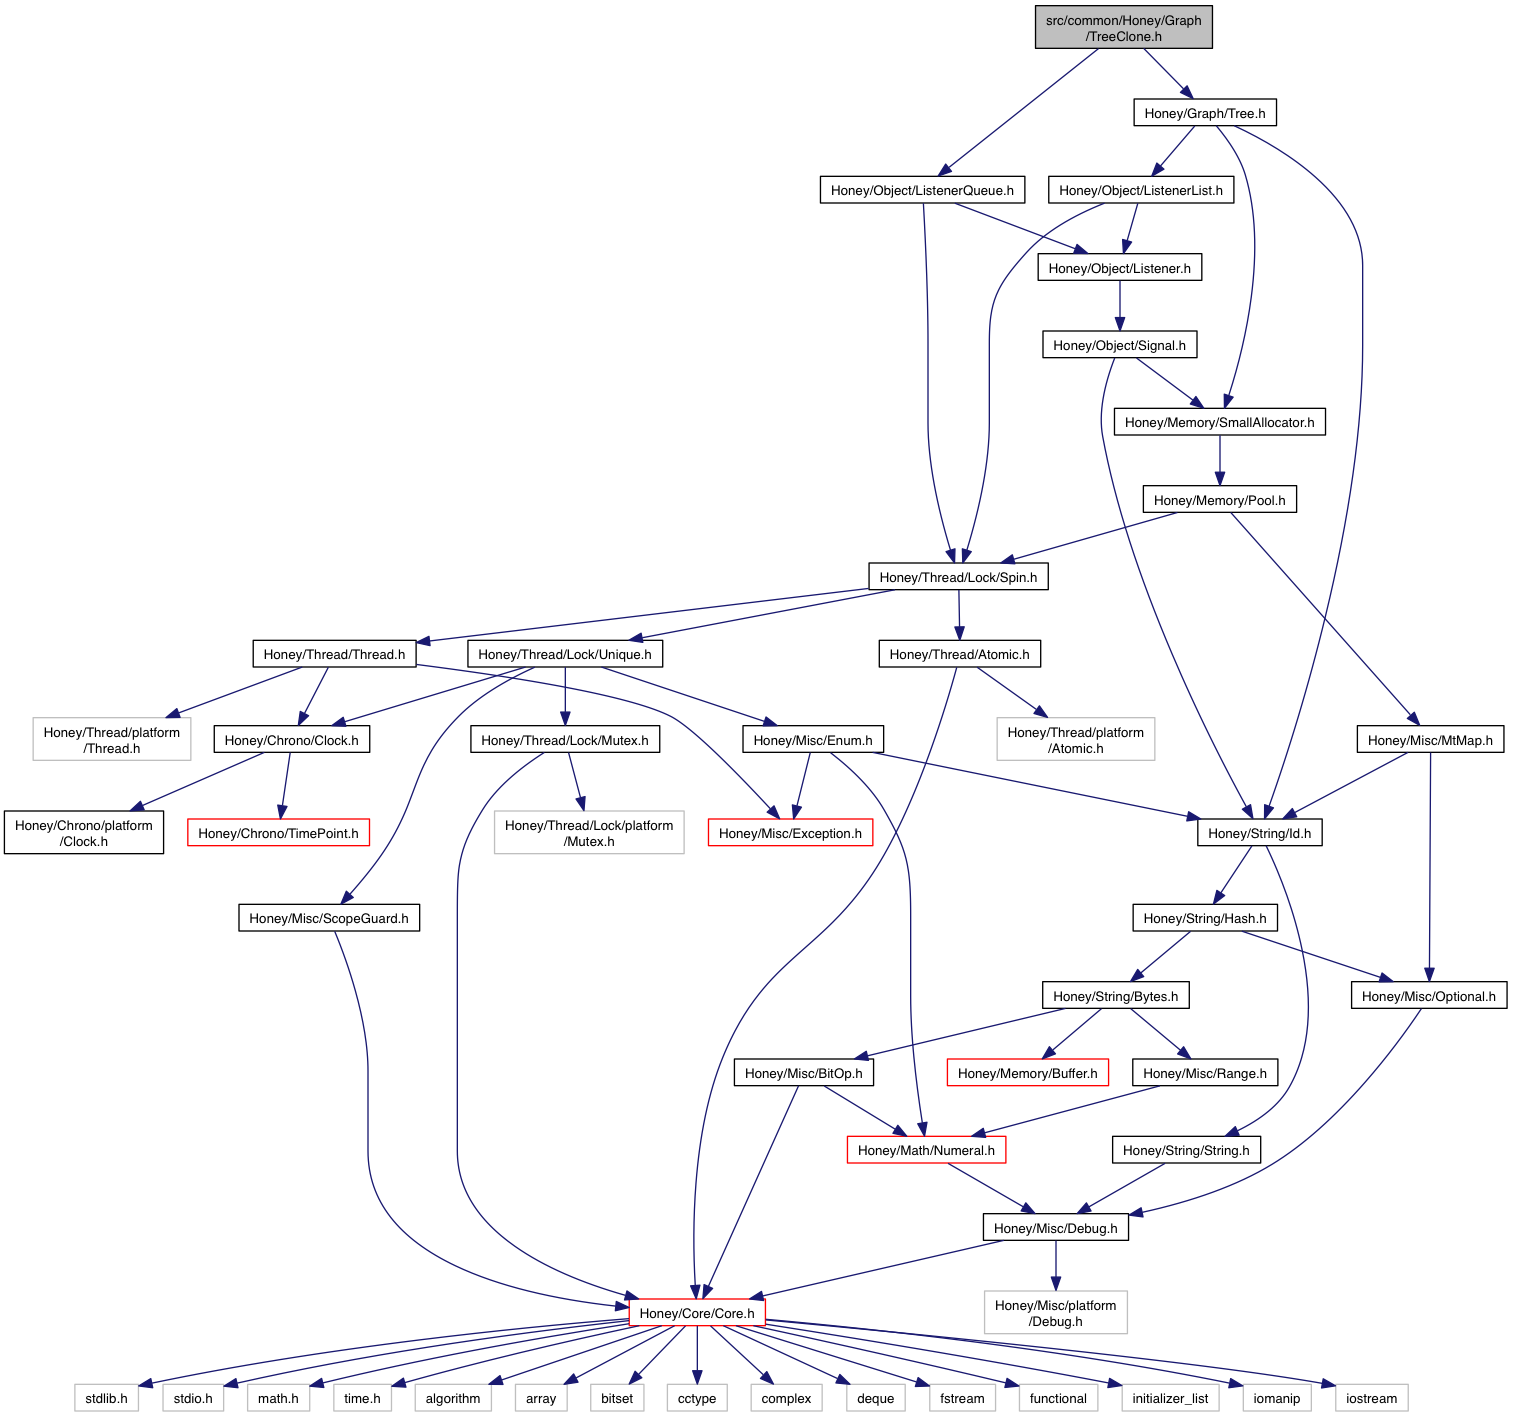 src/common/Honey/Graph
/TreeClone.h
Honey/Graph/Tree.h
Honey/Object/ListenerQueue.h
Honey/Object/ListenerList.h
Honey/Object/Listener.h
Honey/Object/Signal.h
Honey/Memory/SmallAllocator.h
Honey/Memory/Pool.h
Honey/Thread/Lock/Spin.h
Honey/Thread/Thread.h
Honey/Thread/Lock/Unique.h
Honey/Thread/Atomic.h
Honey/Thread/platform
/Thread.h
Honey/Chrono/Clock.h
Honey/Thread/Lock/Mutex.h
Honey/Misc/Enum.h
Honey/Thread/platform
/Atomic.h
Honey/Misc/MtMap.h
Honey/Chrono/platform
/Clock.h
Honey/Chrono/TimePoint.h
Honey/Thread/Lock/platform
/Mutex.h
Honey/Misc/Exception.h
Honey/String/Id.h
Honey/Misc/ScopeGuard.h
Honey/String/Hash.h
Honey/String/Bytes.h
Honey/Misc/Optional.h
Honey/Misc/BitOp.h
Honey/Memory/Buffer.h
Honey/Misc/Range.h
Honey/Math/Numeral.h
Honey/String/String.h
Honey/Misc/Debug.h
Honey/Core/Core.h
Honey/Misc/platform
/Debug.h
stdlib.h
stdio.h
math.h
time.h
algorithm
array
bitset
cctype
complex
deque
fstream
functional
initializer_list
iomanip
iostream